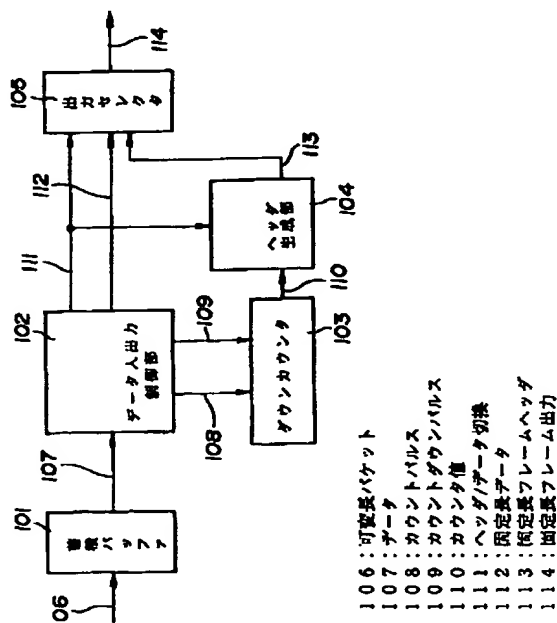 105
出力セレクタ
114
112
111
113
104
ヘッダ
出成部
102
データ入出力
制御部
109
110
103
ダウンカウンタ
108
107
101
蓄積バッファ
06
106:可変長パケット
107:データ
108:カウントパルス
109:カウントダウンパルス
110:カウンタ値
111:ヘッダ/データ切換
112:固定長データ
113:固定長フレームヘッダ
114:固定長フレーム出力